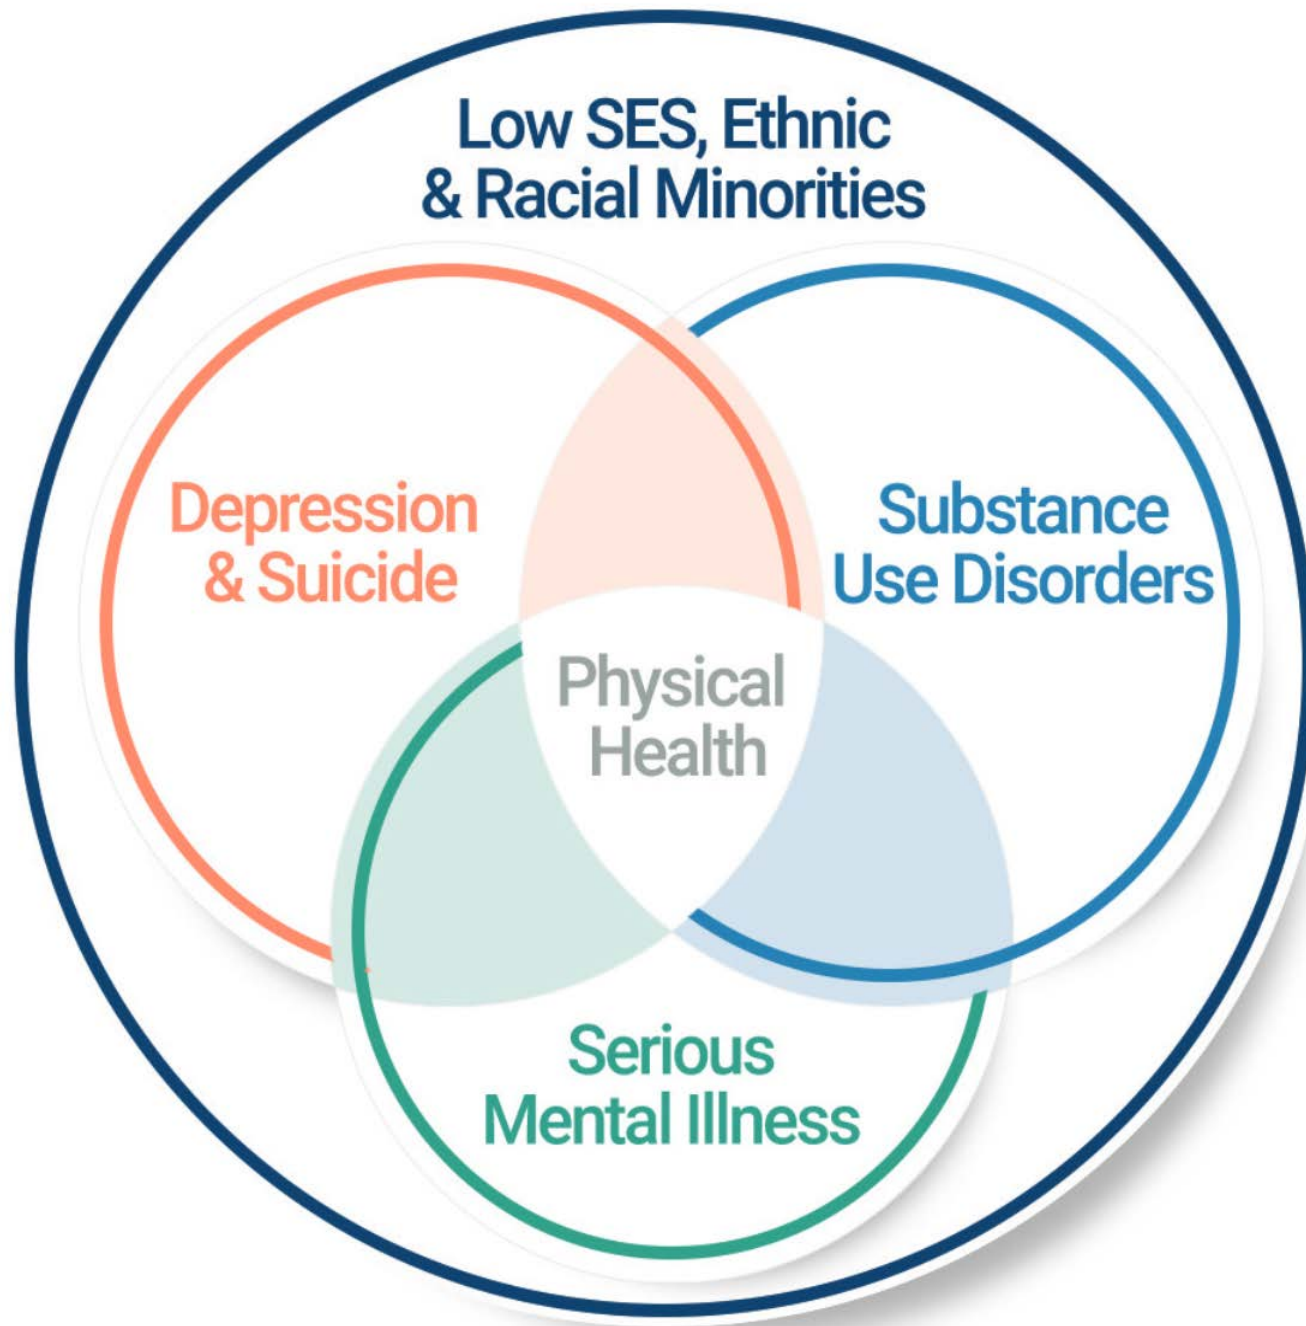 Low SES, Ethnic
& Racial Minorities
Depression
& Suicide
Substance
Use Disorders
Physical
Health
Serious
Mental Illness